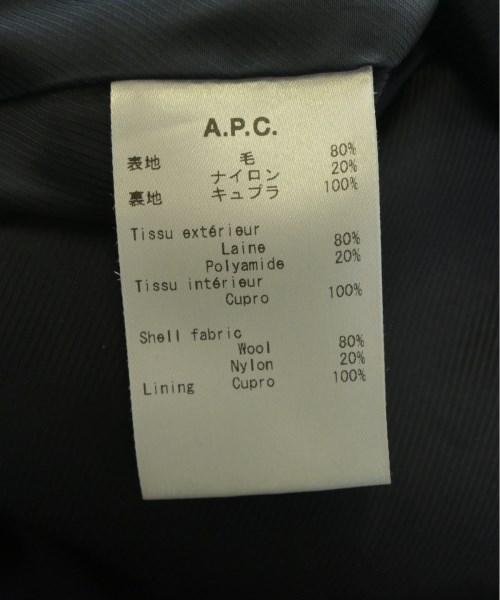 A.P.C.
表地 毛 80%
ナイロン 20%
裏地 キュプラ 100%
Tissu extérieur
Laine 80%
Polyamide 20%
Tissu intérieur
Cupro 100%
Shell fabric
Wool 80%
Nylon 20%
Lining Cupro 100%